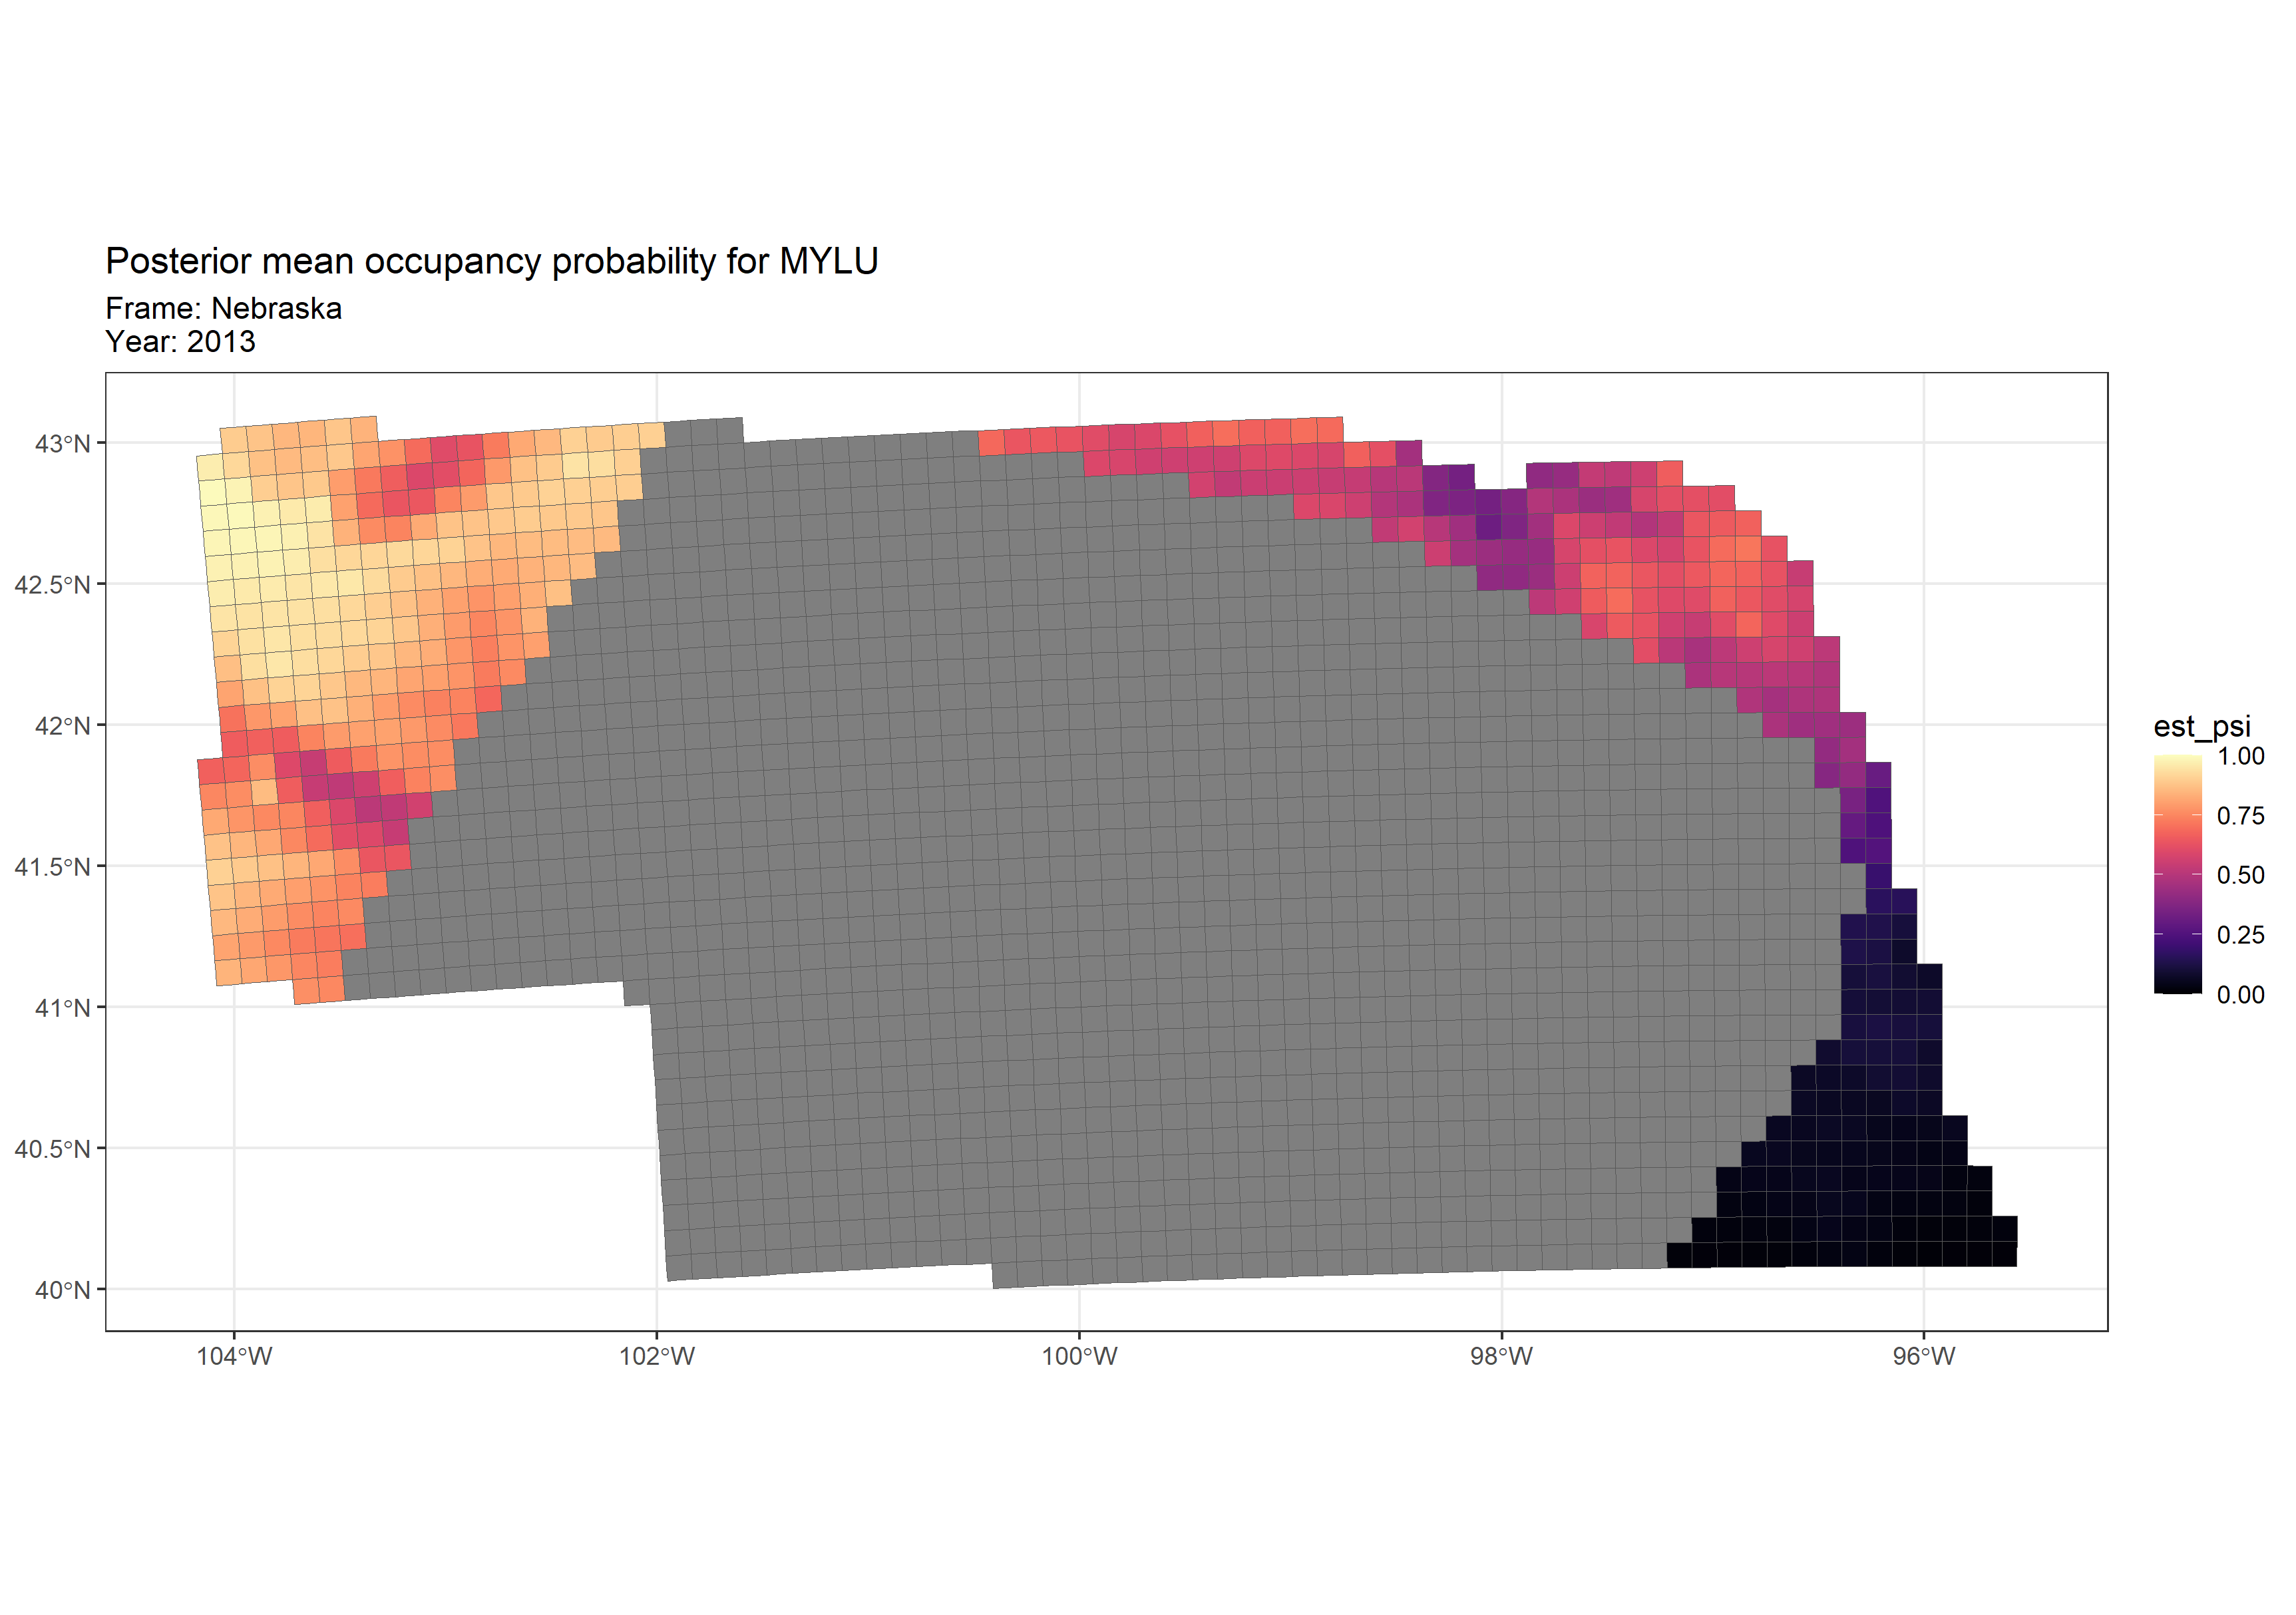 Posterior mean occupancy probability for MYLU
Frame: Nebraska
Year: 2013
43°N
42.5°N
42°N
41.5°N
41°N
40.5°N
40°N
104°W
102°W
100°W
98°W
96°W
est_psi
1.00
0.75
0.50
0.25
0.00